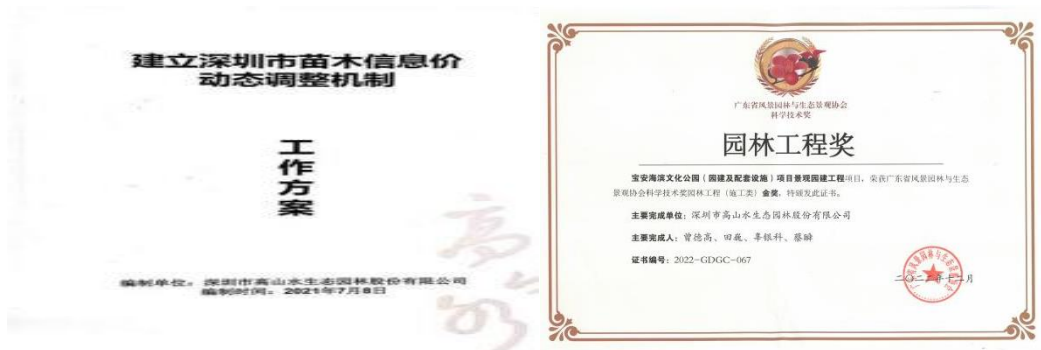 建立深圳市苗木信息价
动态调整机制
工
作
方
案
编制单位：深圳市高山水生态园林股份有限公司
编制时间：2021年7月8日
广东省风景园林与生态景观协会
科学技术奖
园林工程奖
宝安海滨文化公园（园建及配套设施）项目景观园建工程项目，荣获广东省风景园林与生态
景观协会科学技术奖园林工程（施工类）金奖，特颁发此证书。
主要完成单位：深圳市高山水生态园林股份有限公司
主要完成人：曾德高、田巍、辜银科、蔡
证书编号：2022-GDGC-067
二〇二二年十二月